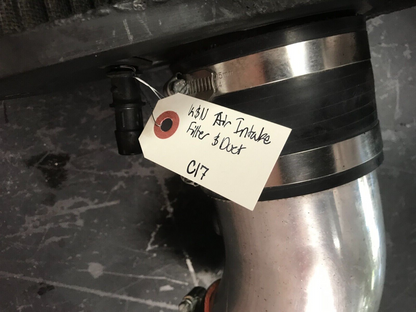 K&N Air Intake
Filter & Duct
C17